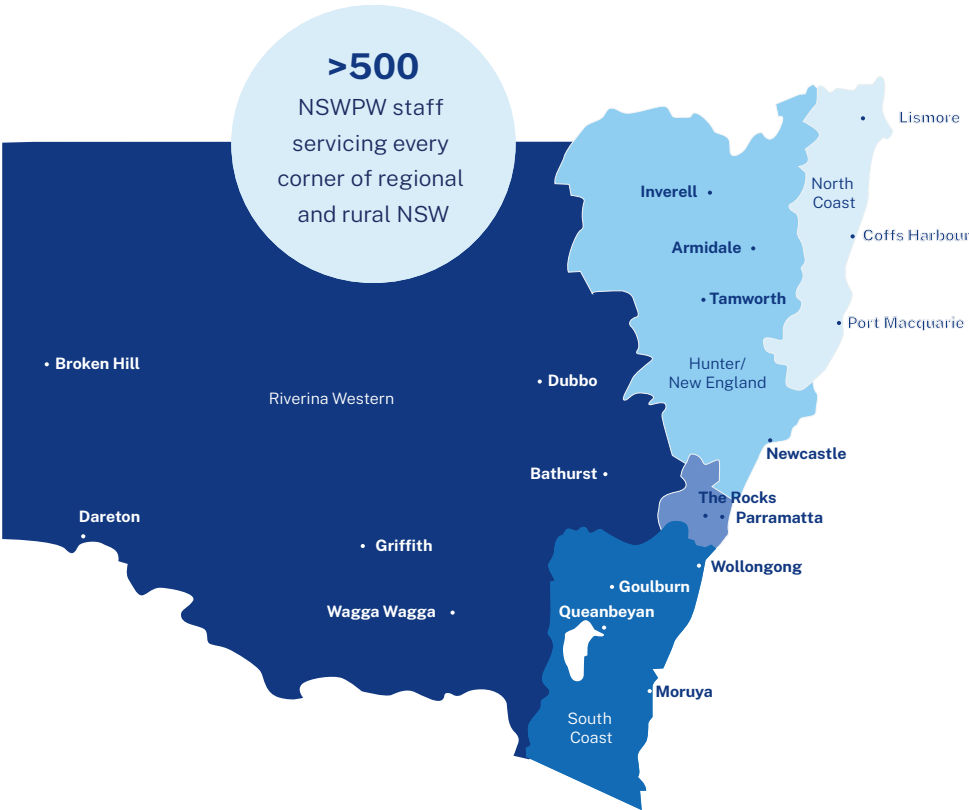 >500
NSWPW staff
servicing every
corner of regional
and rural NSW
Lismore
North
Coast
Inverell
Coffs Harbour
Armidale
Tamworth
Port Macquarie
Hunter/
New England
Broken Hill
Dubbo
Riverina Western
Newcastle
Bathurst
The Rocks
Dareton
Parramatta
Griffith
Wollongong
Goulburn
Wagga Wagga
Queanbeyan
Moruya
South
Coast